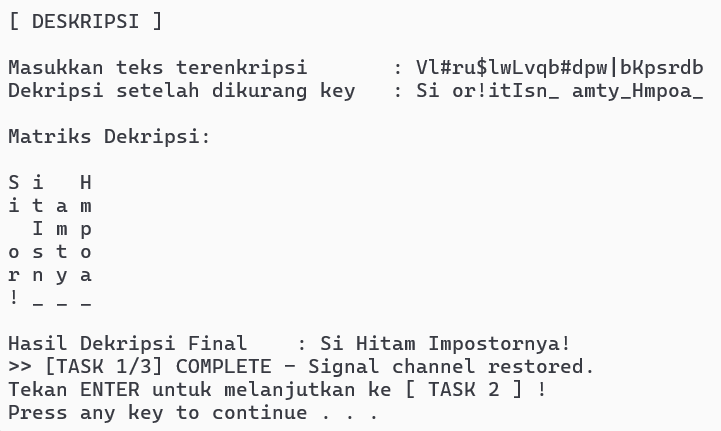 [ DESKRIPSI ]
Masukkan teks terenkripsi       : Vl#ru$lwLvqb#dpw|bKpsrdb
Dekripsi setelah dikurang key   : Si or!itIsn_ amty_Hmpoa_
Matriks Dekripsi:
S i   H
i t a m
  I m p
o s t o
r n y a
! _ _ _
Hasil Dekripsi Final    : Si Hitam Impostornya!
>> [TASK 1/3] COMPLETE - Signal channel restored.
Tekan ENTER untuk melanjutkan ke [ TASK 2 ] !
Press any key to continue . . .